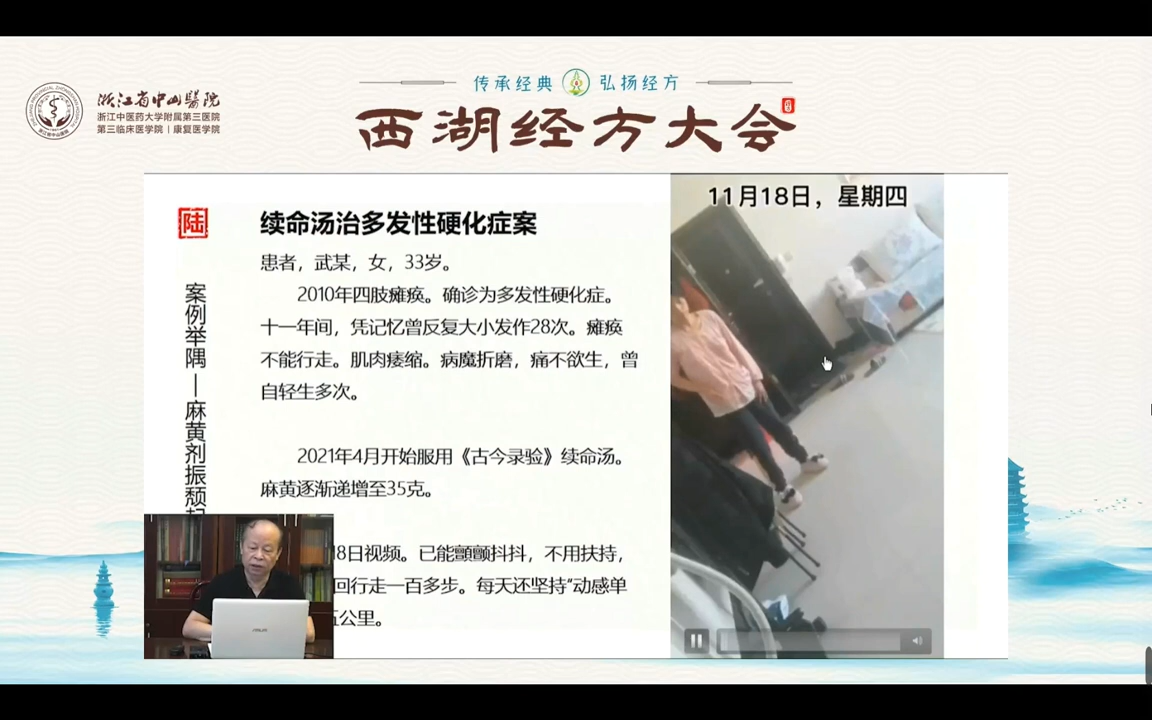 传承经典 弘扬经方
西湖经方大会
浙江省中山醫院
浙江中医药大学附属第三医院
第三临床医学院 | 康复医学院
陆
案例举隅—麻黄剂振颓
续命汤治多发性硬化症案
患者，武某，女，33岁。
2010年四肢瘫痪。确诊为多发性硬化症。
十一年间，凭记忆曾反复大小发作28次。瘫痪
不能行走。肌肉痿缩。病魔折磨，痛不欲生，曾
自轻生多次。
2021年4月开始服用《古今录验》续命汤。
麻黄逐渐递增至35克。
18日视频。已能颤颤抖抖，不用扶持，
回行走一百多步。每天还坚持“动感单
五公里。
11月18日，星期四